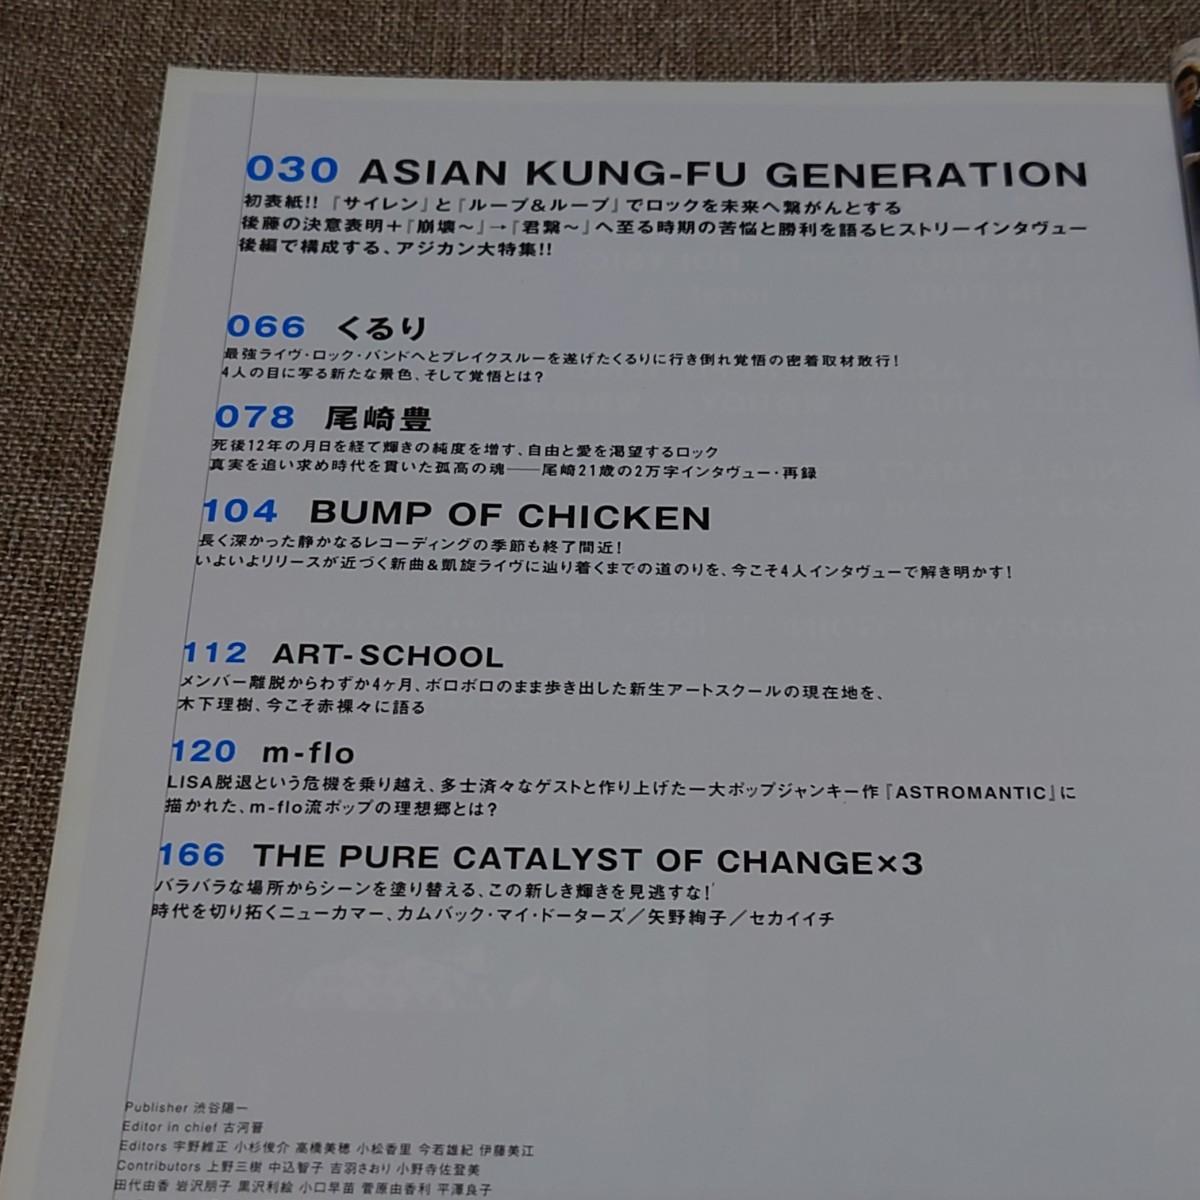 030 ASIAN KUNG-FU GENERATION
初表紙!!『サイレン』と『ループ&ループ』でロックを未来へ繋がんとする
後藤の決意表明+『崩壊〜』→『君繋〜』へ至る時期の苦悩と勝利を語るヒストリーインタヴュー
後編で構成する、アジカン大特集!!
066 くるり
最強ライヴ・ロック・バンドへとブレイクスルーを遂げたくるりに行き倒れ覚悟の密着取材敢行!
4人の目に写る新たな景色、そして覚悟とは?
078 尾崎豊
死後12年の月日を経て輝きの純度を増す、自由と愛を渇望するロック
真実を追い求め時代を貫いた孤高の魂――尾崎21歳の2万字インタヴュー・再録
104 BUMP OF CHICKEN
長く深かった静かなるレコーディングの季節も終了間近!
いよいよリリースが近づく新曲&凱旋ライヴに辿り着くまでの道のりを、今こそ4人インタヴューで解き明かす!
112 ART-SCHOOL
メンバー離脱からわずか4ヶ月、ボロボロのまま歩き出した新生アートスクールの現在地を、
木下理樹、今こそ赤裸々に語る
120 m-flo
LISA脱退という危機を乗り越え、多士済々なゲストと作り上げた一大ポップジャンキー作『ASTROMANTIC』に
描かれた、m-flo流ポップの理想郷とは?
166 THE PURE CATALYST OF CHANGE×3
バラバラな場所からシーンを塗り替える、この新しき輝きを見逃すな!
時代を切り拓くニューカマー、カムバック・マイ・ドーターズ/矢野絢子/セカイイチ
Publisher 渋谷陽一
Editor in chief 古河晋
Editors 宇野維正 小杉俊介 高橋美穂 小松香里 今若雄紀 伊藤美江
Contributors 上野三樹 中込智子 吉羽さおり 小野寺佐登美
田代由香 岩沢朋子 黒沢利絵 小口早苗 菅原由香利 平澤良子